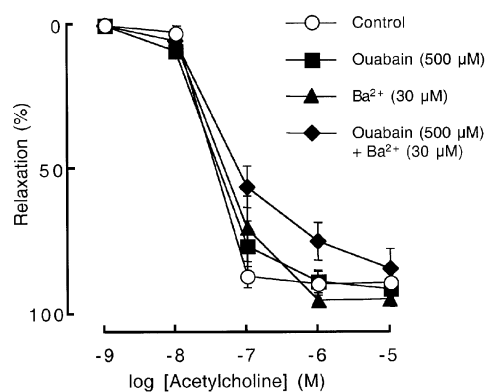 Control
Ouabain (500 μM)
Ba²⁺ (30 μM)
Ouabain (500 μM)
+ Ba²⁺ (30 μM)
Relaxation (%)
0
50
100
-9
-8
-7
-6
-5
log [Acetylcholine] (M)